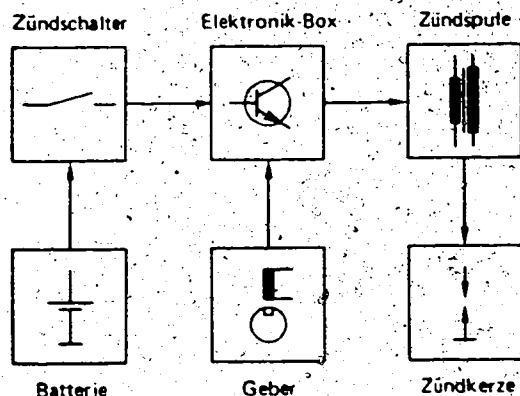 Zündschalter
Elektronik-Box
Zündspule
Batterie
Geber
Zündkerze